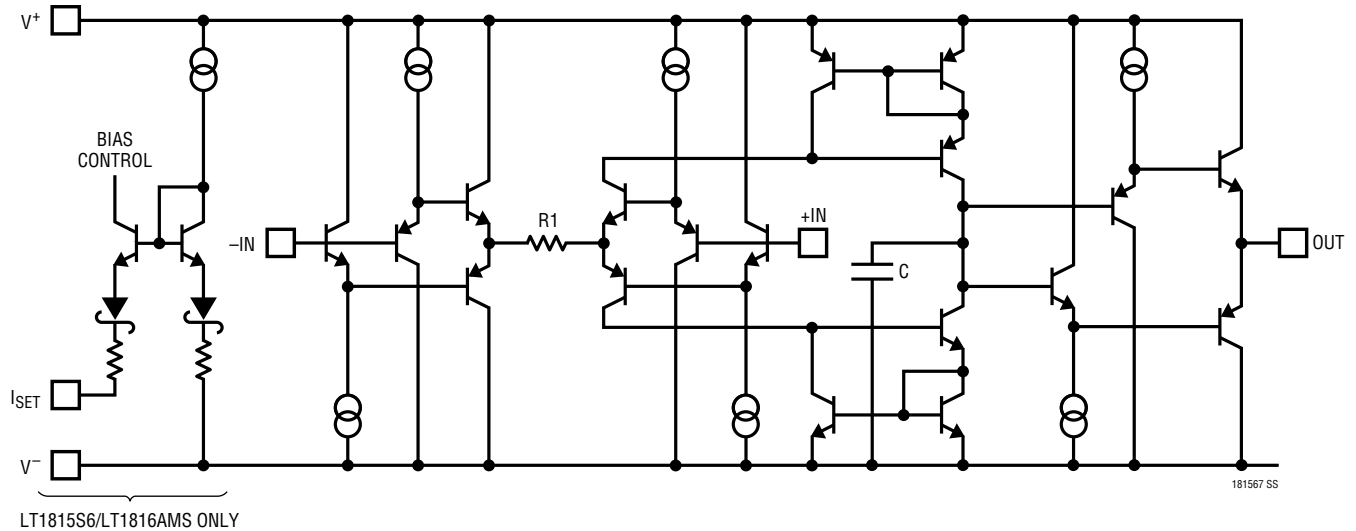 V+
BIAS
CONTROL
–IN
R1
+IN
C
OUT
ISET
V–
181567 SS
LT1815S6/LT1816AMS ONLY